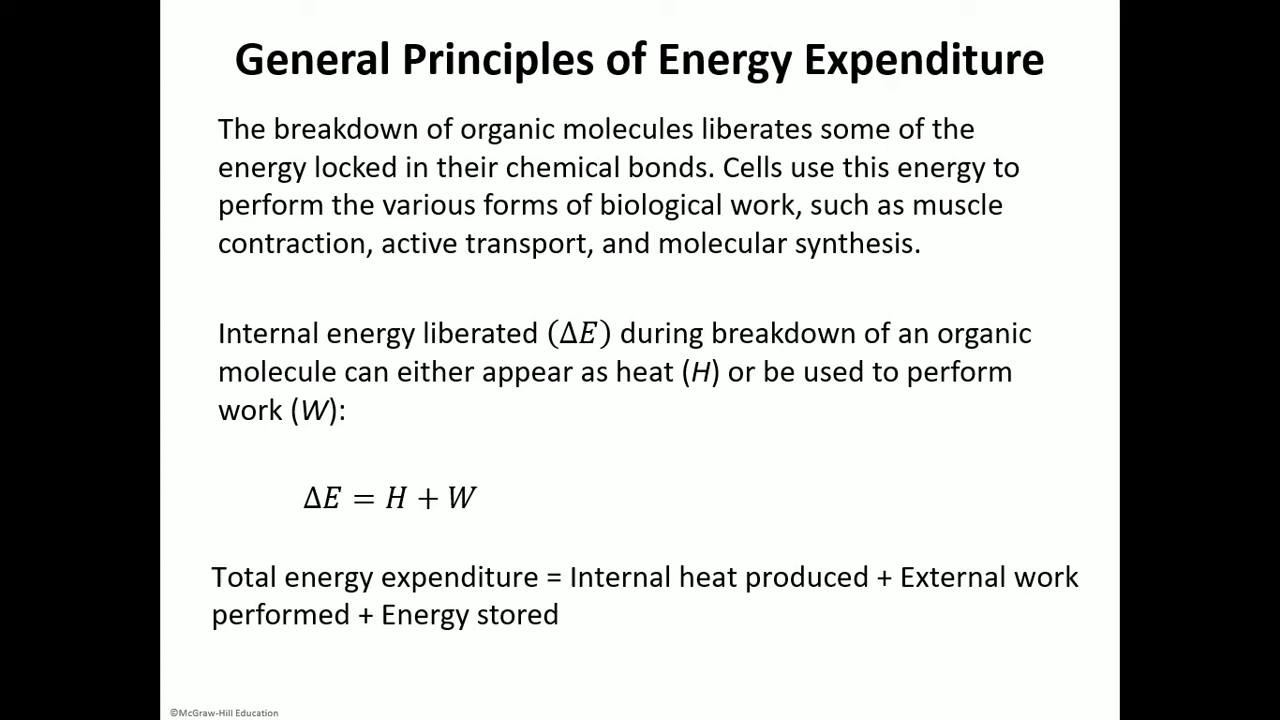 General Principles of Energy Expenditure
The breakdown of organic molecules liberates some of the
energy locked in their chemical bonds. Cells use this energy to
perform the various forms of biological work, such as muscle
contraction, active transport, and molecular synthesis.
Internal energy liberated (Δ𝐸) during breakdown of an organic
molecule can either appear as heat (H) or be used to perform
work (W):
Δ𝐸 = 𝐻 + 𝑊
Total energy expenditure = Internal heat produced + External work
performed + Energy stored
©McGraw-Hill Education